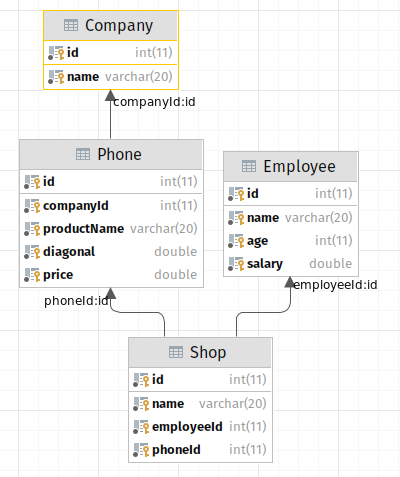 Company
id int(11)
name varchar(20)
companyId:id
Phone
id int(11)
companyId int(11)
productName varchar(20)
diagonal double
price double
Employee
id int(11)
name varchar(20)
age int(11)
salary double
phoneId:id
employeeId:id
Shop
id int(11)
name varchar(20)
employeeId int(11)
phoneId int(11)